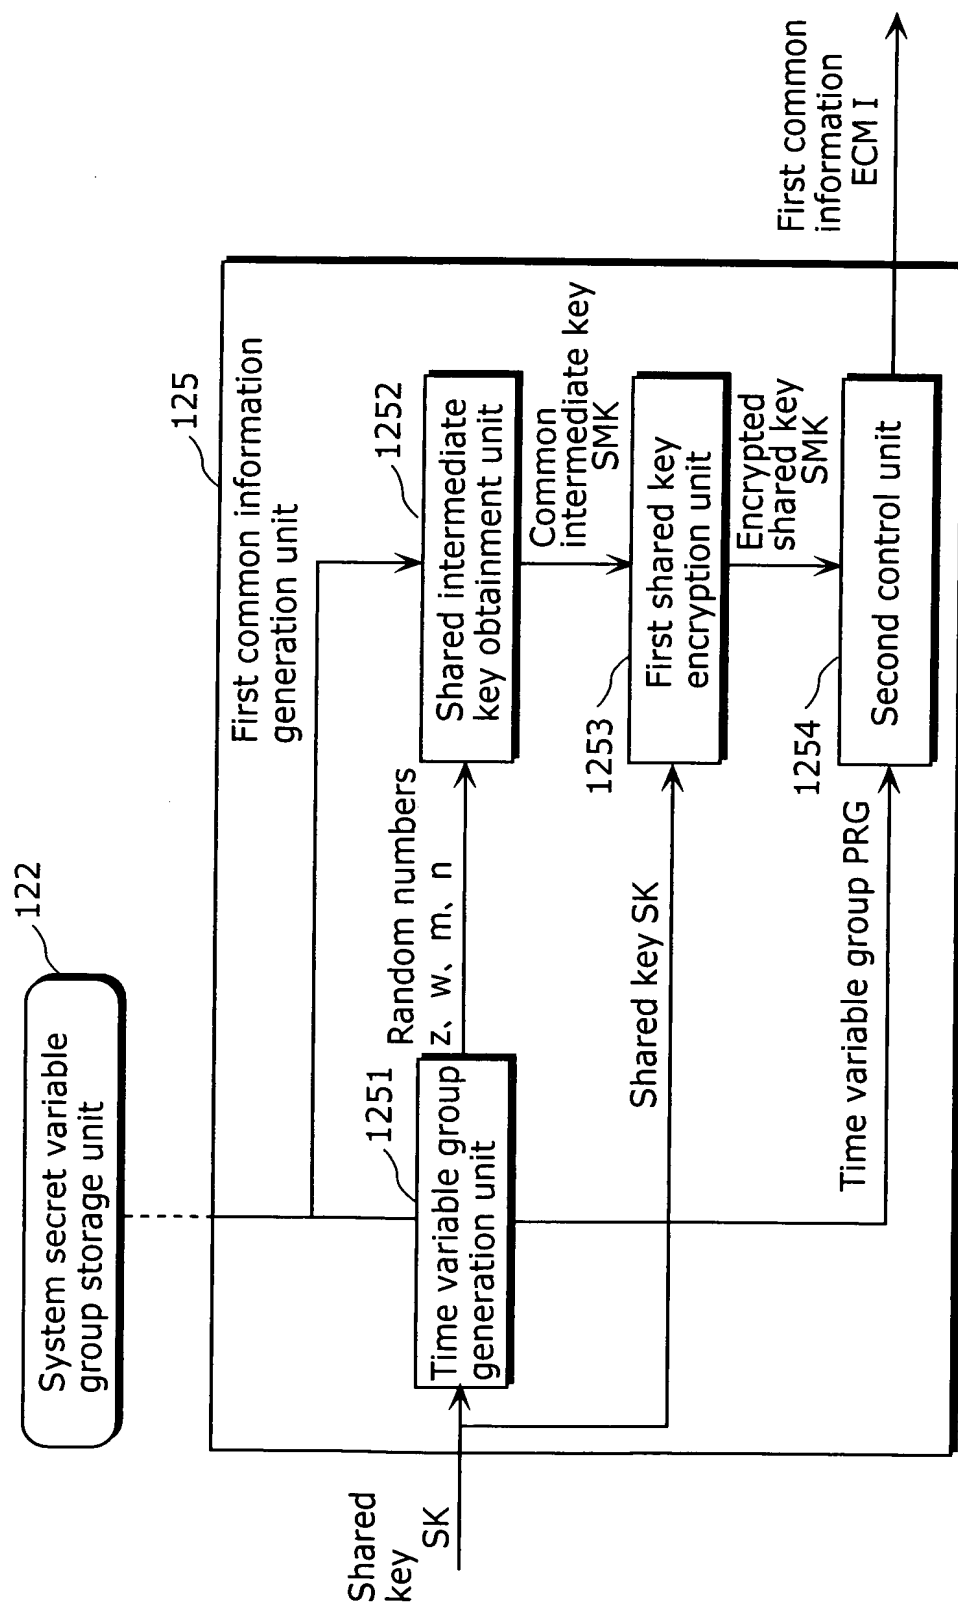 System secret variable
group storage unit
122
125
First common information
generation unit
Shared
key
SK
1251
Time variable group
generation unit
Random numbers
z、w、m、n
1252
Shared intermediate
key obtainment unit
Common
intermediate key
SMK
Shared key SK
1253
First shared key
encryption unit
Encrypted
shared key
SMK
Time variable group PRG
1254
Second control unit
First common
information
ECM I